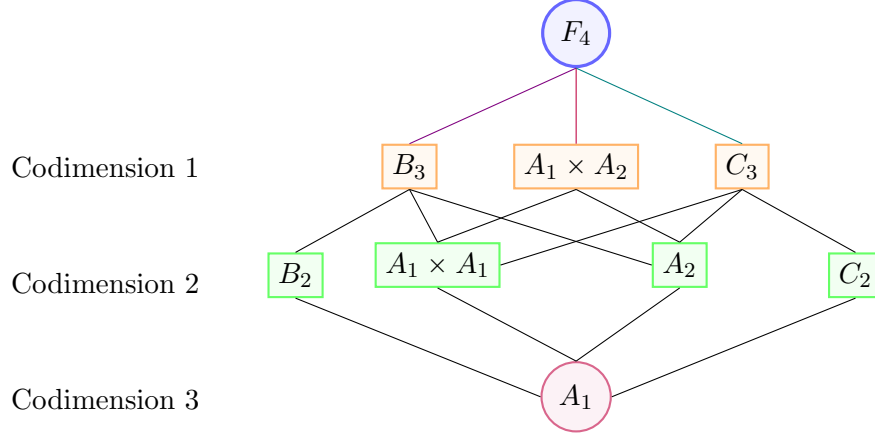 F₄
Codimension 1
B₃
A₁ × A₂
C₃
Codimension 2
B₂
A₁ × A₁
A₂
C₂
Codimension 3
A₁